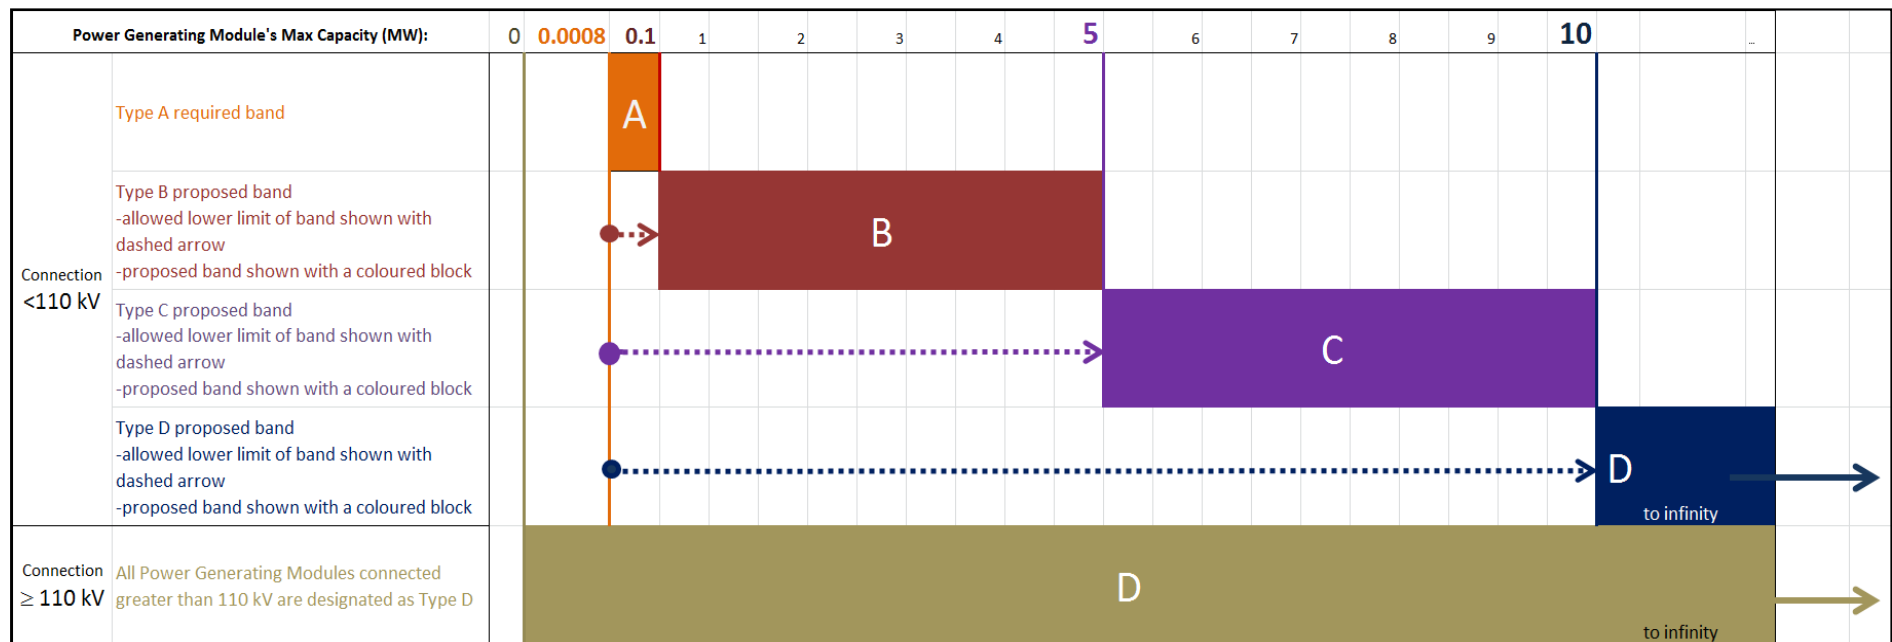 Power Generating Module's Max Capacity (MW): 0 0.0008 0.1 1 2 3 4 5 6 7 8 9 10 ...
Type A required band
A
Type B proposed band
-allowed lower limit of band shown with
dashed arrow
-proposed band shown with a coloured block
B
Connection
<110 kV
Type C proposed band
-allowed lower limit of band shown with
dashed arrow
-proposed band shown with a coloured block
C
Type D proposed band
-allowed lower limit of band shown with
dashed arrow
-proposed band shown with a coloured block
D
to infinity
Connection
≥ 110 kV
All Power Generating Modules connected
greater than 110 kV are designated as Type D
D
to infinity